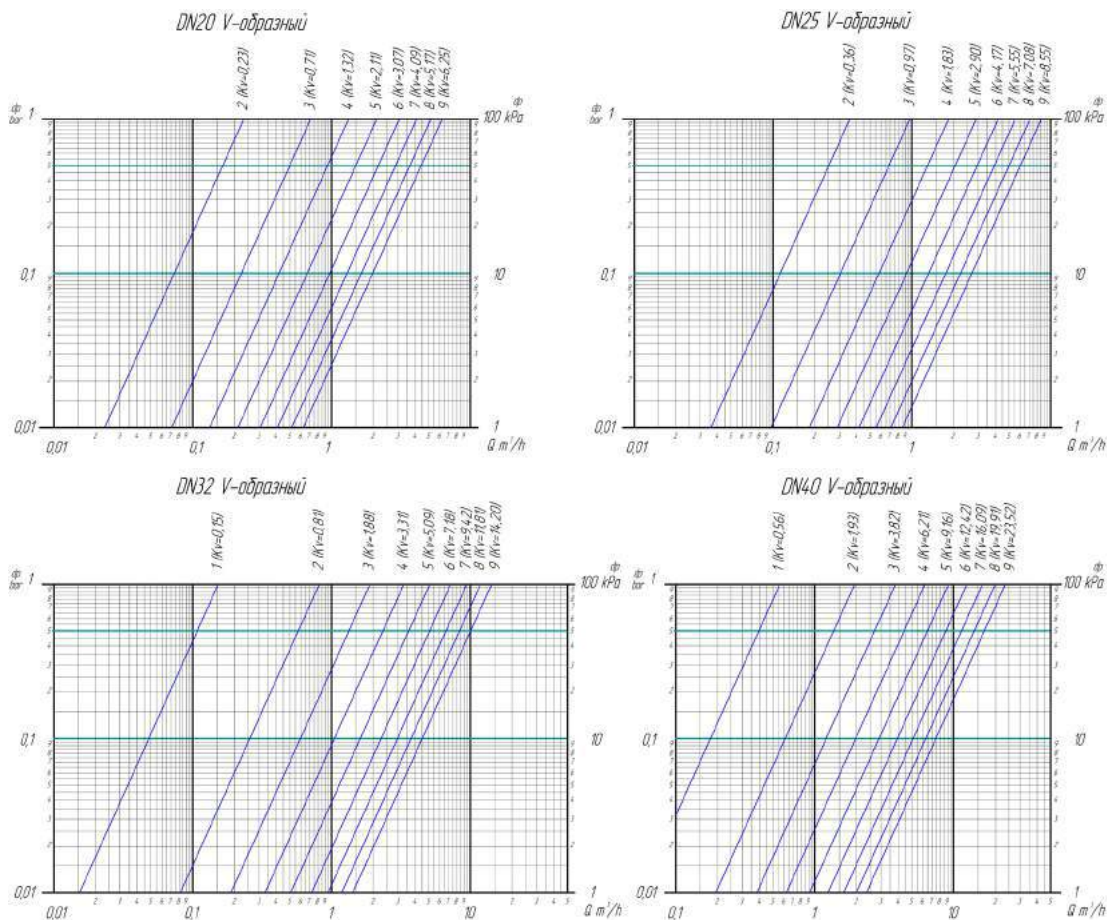 DN20 V-образный
2 (Kv=0,23)
3 (Kv=0,71)
4 (Kv=1,32)
5 (Kv=2,11)
6 (Kv=3,07)
7 (Kv=4,09)
8 (Kv=5,17)
9 (Kv=6,25)
dp
bar
1
0,1
0,01
dp
100 kPa
10
1
0,01
0,1
1
Q m³/h
DN25 V-образный
2 (Kv=0,36)
3 (Kv=0,97)
4 (Kv=1,83)
5 (Kv=2,90)
6 (Kv=4,17)
7 (Kv=5,55)
8 (Kv=7,08)
9 (Kv=8,55)
dp
bar
1
0,1
0,01
dp
100 kPa
10
1
0,01
0,1
1
Q m³/h
DN32 V-образный
1 (Kv=0,15)
2 (Kv=0,81)
3 (Kv=1,88)
4 (Kv=3,31)
5 (Kv=5,09)
6 (Kv=7,18)
7 (Kv=9,42)
8 (Kv=11,81)
9 (Kv=14,20)
dp
bar
1
0,1
0,01
dp
100 kPa
10
1
0,01
0,1
1
10
Q m³/h
DN40 V-образный
1 (Kv=0,56)
2 (Kv=1,93)
3 (Kv=3,82)
4 (Kv=6,21)
5 (Kv=9,16)
6 (Kv=12,42)
7 (Kv=16,09)
8 (Kv=19,91)
9 (Kv=23,52)
dp
bar
1
0,1
0,01
dp
100 kPa
10
1
0,1
1
10
Q m³/h